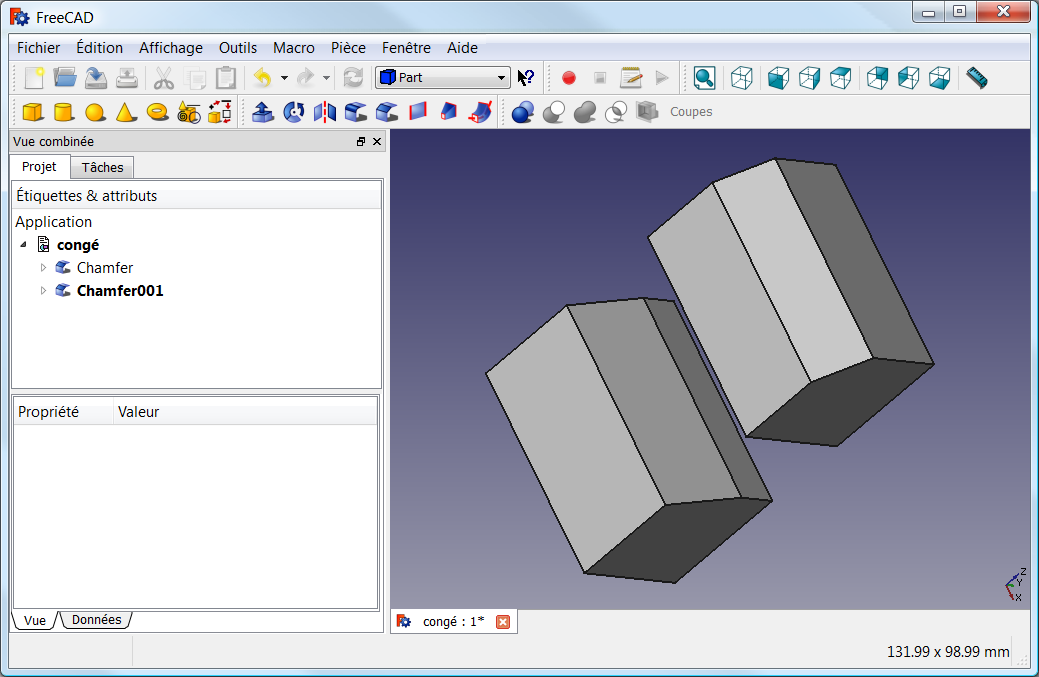 FreeCAD
Fichier Édition Affichage Outils Macro Pièce Fenêtre Aide
Part
Coupes
Vue combinée
Projet Tâches
Étiquettes & attributs
Application
congé
Chamfer
Chamfer001
Propriété Valeur
Vue Données
Z
Y
X
congé : 1*
131.99 x 98.99 mm